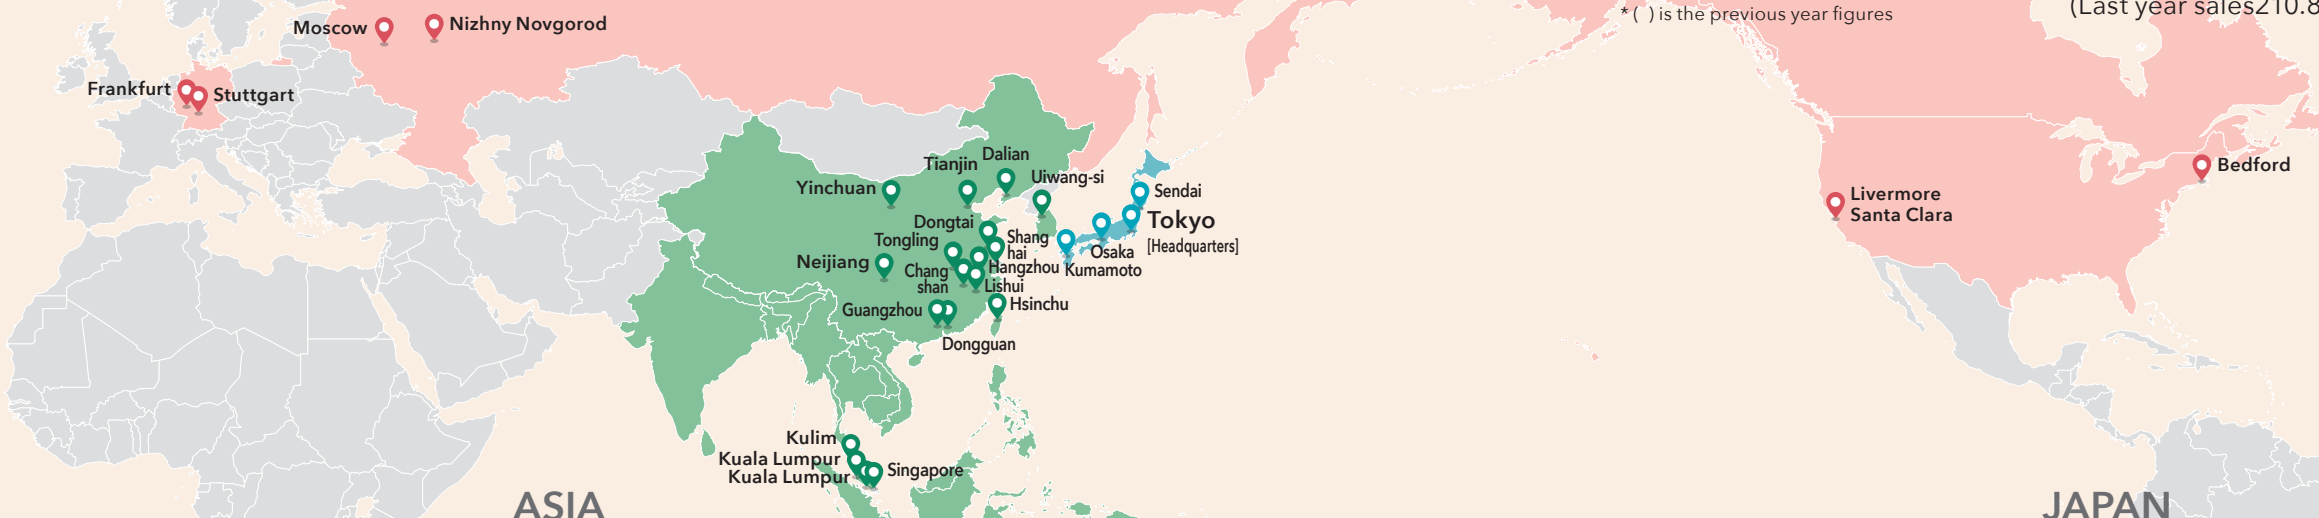 (Last year sales210.8
* ( ) is the previous year figures
Moscow
Nizhny Novgorod
Frankfurt
Stuttgart
Dalian
Tianjin
Uiwang-si
Yinchuan
Sendai
Tokyo
[Headquarters]
Dongtai
Tongling
Shang
hai
Osaka
Kumamoto
Neijiang
Chang
shan
Hangzhou
Lishui
Guangzhou
Hsinchu
Dongguan
Bedford
Livermore
Santa Clara
Kulim
Kuala Lumpur
Kuala Lumpur
Singapore
ASIA
JAPAN